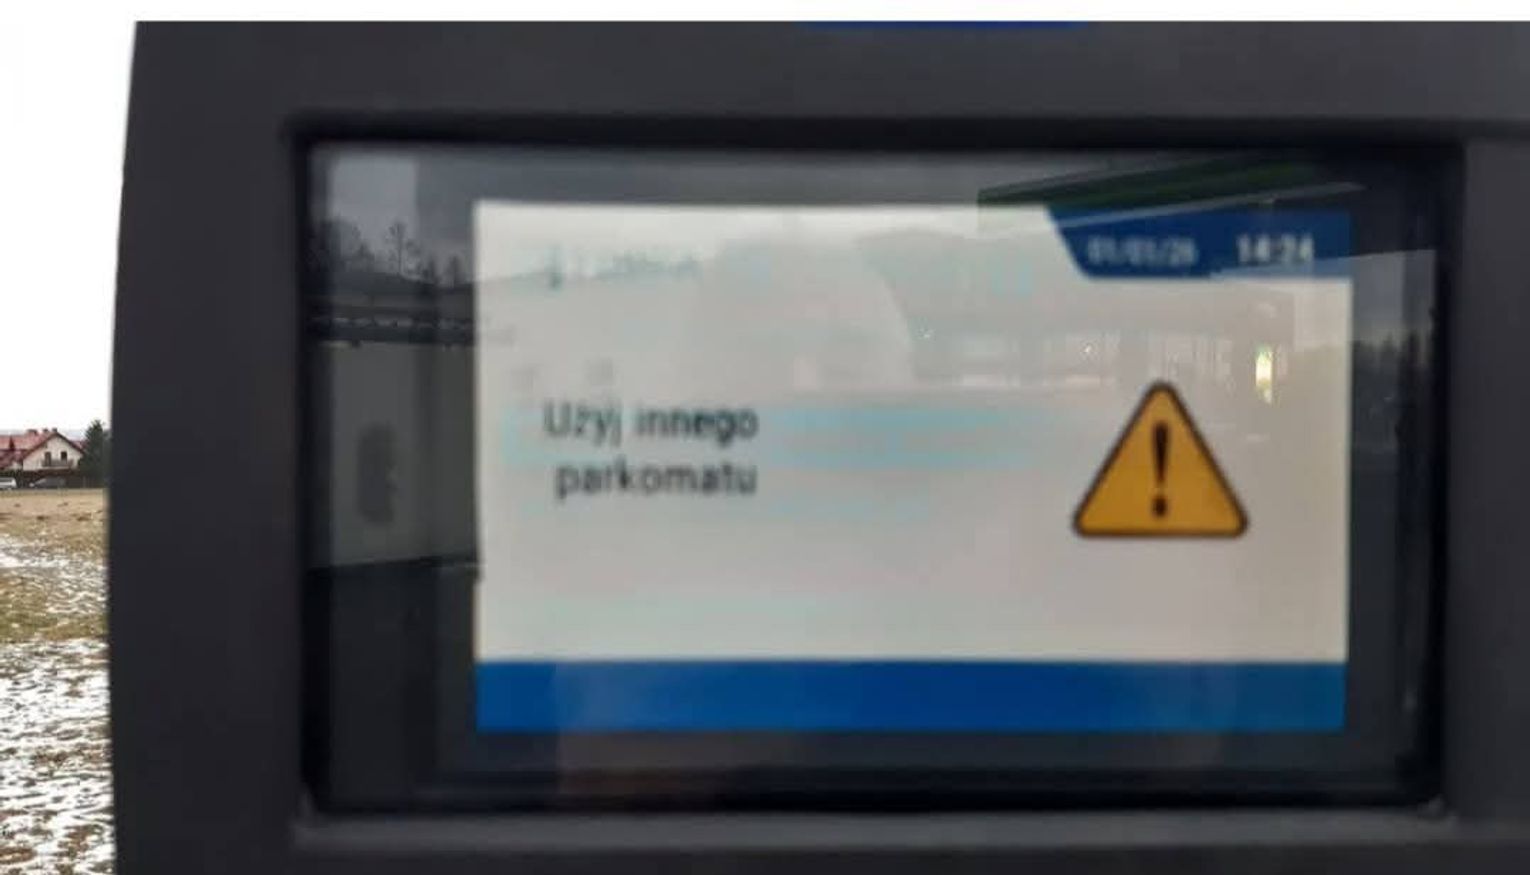 01/01/26 14:24
Użyj innego
parkomatu